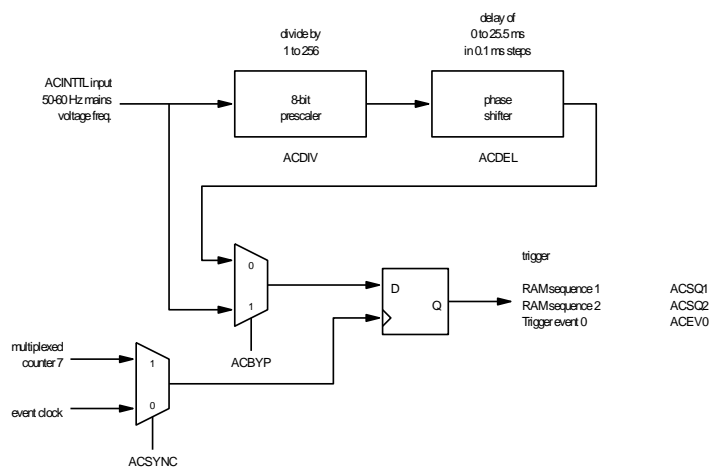 divide by
1 to 256
delay of
0 to 25.5 ms
in 0.1 ms steps
ACINTTL input
50-60 Hz mains
voltage freq.
8-bit
prescaler
phase
shifter
ACDIV
ACDEL
0
1
ACBYP
D
Q
trigger
RAM sequence 1 ACSQ1
RAM sequence 2 ACSQ2
Trigger event 0 ACEV0
multiplexed
counter 7
1
0
event clock
ACSYNC